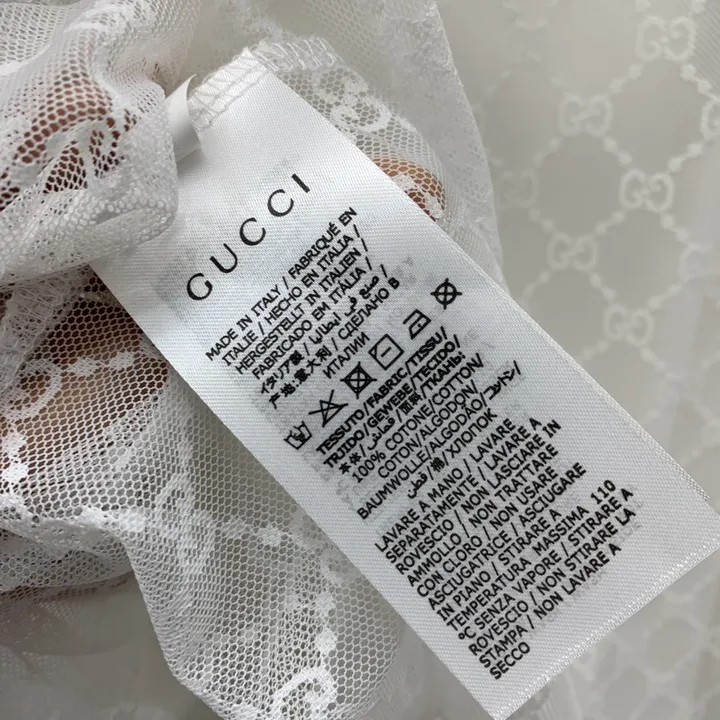 GUCCI
MADE IN ITALY / FABRIQUÉ EN
ITALIE / HECHO EN ITALIA /
HERGESTELLT IN ITALIEN /
FABRICADO EM ITÁLIA /
イタリア製 / صنع في إيطاليا /
产地:意大利 / СДЕЛАНО В
ИТАЛИИ
TESSUTO/FABRIC/TISSU/
TEJIDO/GEWEBE/TECIDO/
本体/قماش/面料/ТКАНЬ:
100% COTONE/COTTON/
COTON/ALGODON/
BAUMWOLLE/ALGODÃO/コットン/
قطن/棉/ХЛОПОК
LAVARE A MANO / LAVARE
SEPARATAMENTE / LAVARE A
ROVESCIO / NON LASCIARE IN
AMMOLLO / NON TRATTARE
CON CLORO / NON USARE
ASCIUGATRICE / ASCIUGARE
IN PIANO / STIRARE A
TEMPERATURA MASSIMA 110
°C SENZA VAPORE / STIRARE A
ROVESCIO / NON STIRARE LA
STAMPA / NON LAVARE A
SECCO